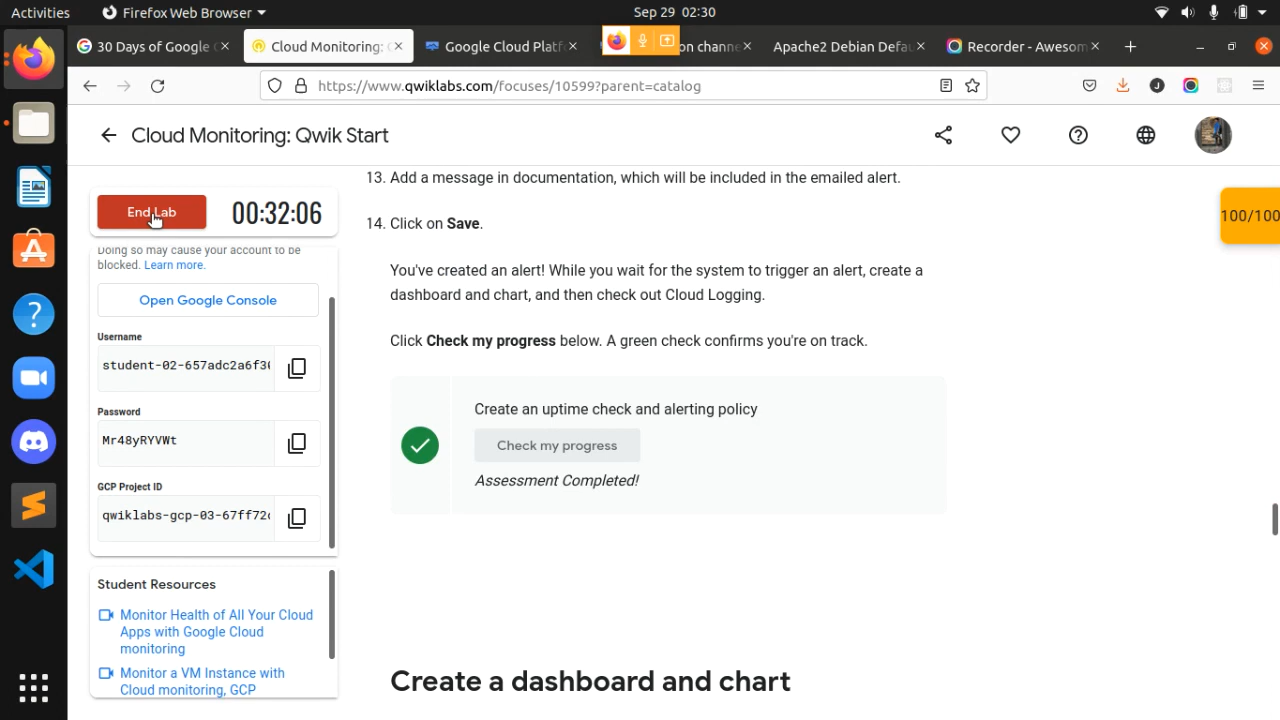 Activities
Firefox Web Browser
Sep 29 02:30
30 Days of Google C
Cloud Monitoring: Q
Google Cloud Platf
on channe
Apache2 Debian Defau
Recorder - Awesom
https://www.qwiklabs.com/focuses/10599?parent=catalog
Cloud Monitoring: Qwik Start
End Lab
00:32:06
Doing so may cause your account to be
blocked. Learn more.
Open Google Console
Username
student-02-657adc2a6f3
Password
Mr48yRYVWt
GCP Project ID
qwiklabs-gcp-03-67ff72
Student Resources
Monitor Health of All Your Cloud
Apps with Google Cloud
monitoring
Monitor a VM Instance with
Cloud monitoring, GCP
13. Add a message in documentation, which will be included in the emailed alert.
14. Click on Save.
You've created an alert! While you wait for the system to trigger an alert, create a
dashboard and chart, and then check out Cloud Logging.
Click Check my progress below. A green check confirms you're on track.
Create an uptime check and alerting policy
Check my progress
Assessment Completed!
Create a dashboard and chart
100/100